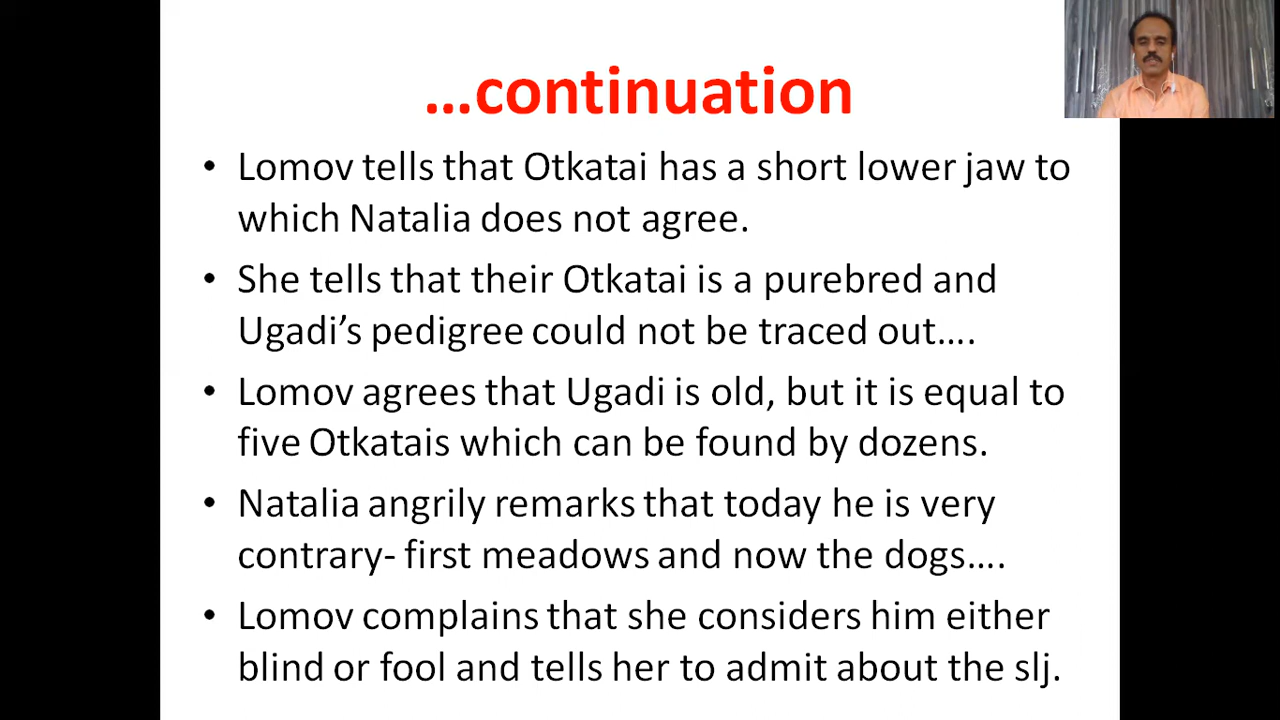 ...continuation
• Lomov tells that Otkatai has a short lower jaw to
which Natalia does not agree.
• She tells that their Otkatai is a purebred and
Ugadi’s pedigree could not be traced out....
• Lomov agrees that Ugadi is old, but it is equal to
five Otkatais which can be found by dozens.
• Natalia angrily remarks that today he is very
contrary- first meadows and now the dogs....
• Lomov complains that she considers him either
blind or fool and tells her to admit about the slj.